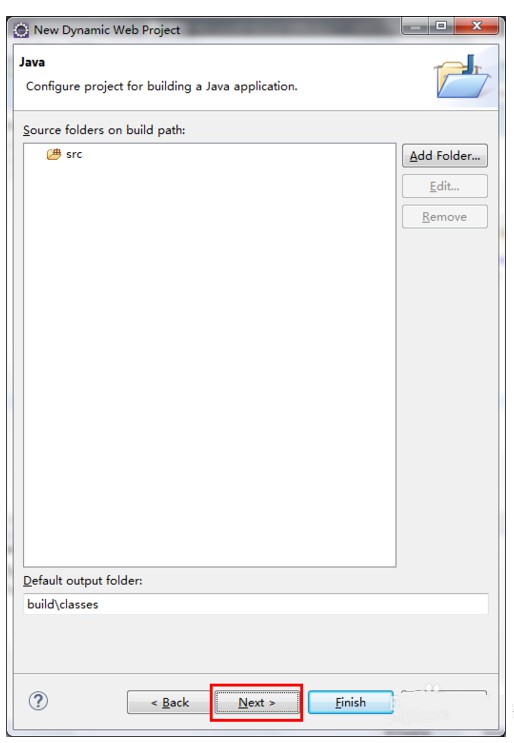 New Dynamic Web Project
Java
Configure project for building a Java application.
Source folders on build path:
src
Add Folder...
Edit...
Remove
Default output folder:
build\classes
?
< Back
Next >
Finish